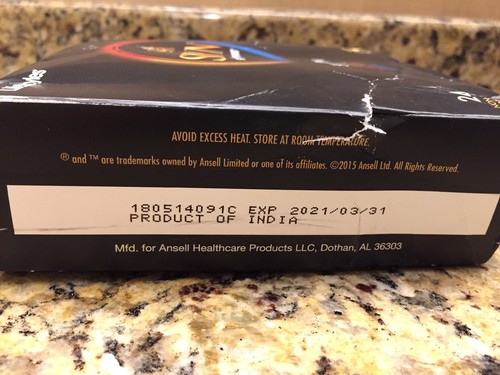 AVOID EXCESS HEAT. STORE AT ROOM TEMPERATURE.
® and ™ are trademarks owned by Ansell Limited or one of its affiliates. ©2015 Ansell Ltd. All Rights Reserved.
180514091C EXP 2021/03/31
PRODUCT OF INDIA
Mfd. for Ansell Healthcare Products LLC, Dothan, AL 36303